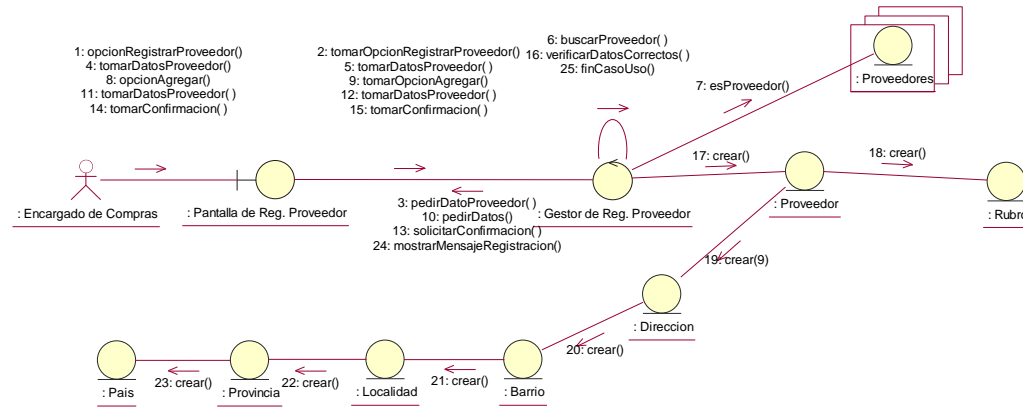 1: opcionRegistrarProveedor()
4: tomarDatosProveedor()
8: opcionAgregar()
11: tomarDatosProveedor( )
14: tomarConfirmacion( )
2: tomarOpcionRegistrarProveedor()
5: tomarDatosProveedor( )
9: tomarOpcionAgregar()
12: tomarDatosProveedor( )
15: tomarConfirmacion( )
6: buscarProveedor( )
16: verificarDatosCorrectos( )
25: finCasoUso()
7: esProveedor()
: Proveedores
17: crear()
18: crear()
: Encargado de Compras
: Pantalla de Reg. Proveedor
3: pedirDatoProveedor( )
10: pedirDatos()
13: solicitarConfirmacion( )
24: mostrarMensajeRegistracion()
: Gestor de Reg. Proveedor
: Proveedor
: Rubro
19: crear(9)
: Direccion
20: crear()
21: crear()
22: crear()
23: crear()
: Pais
: Provincia
: Localidad
: Barrio